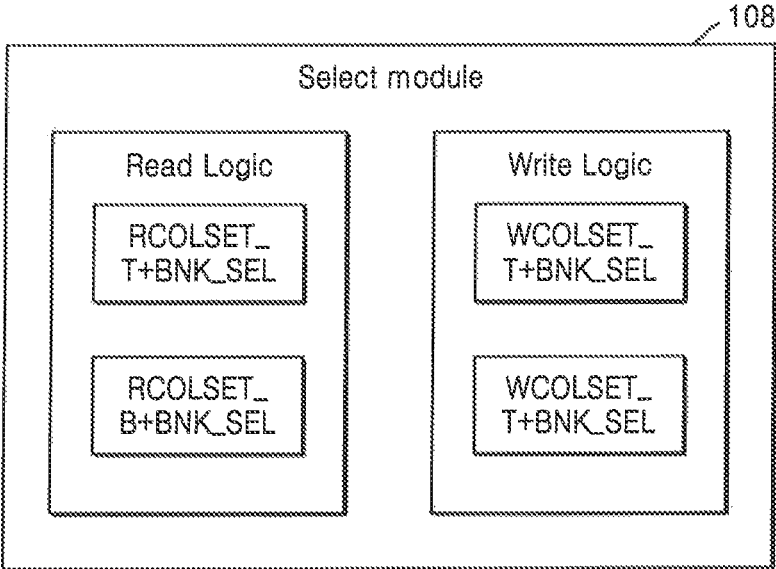 108
Select module
Read Logic
RCOLSET_
T+BNK_SEL
RCOLSET_
B+BNK_SEL
Write Logic
WCOLSET_
T+BNK_SEL
WCOLSET_
T+BNK_SEL